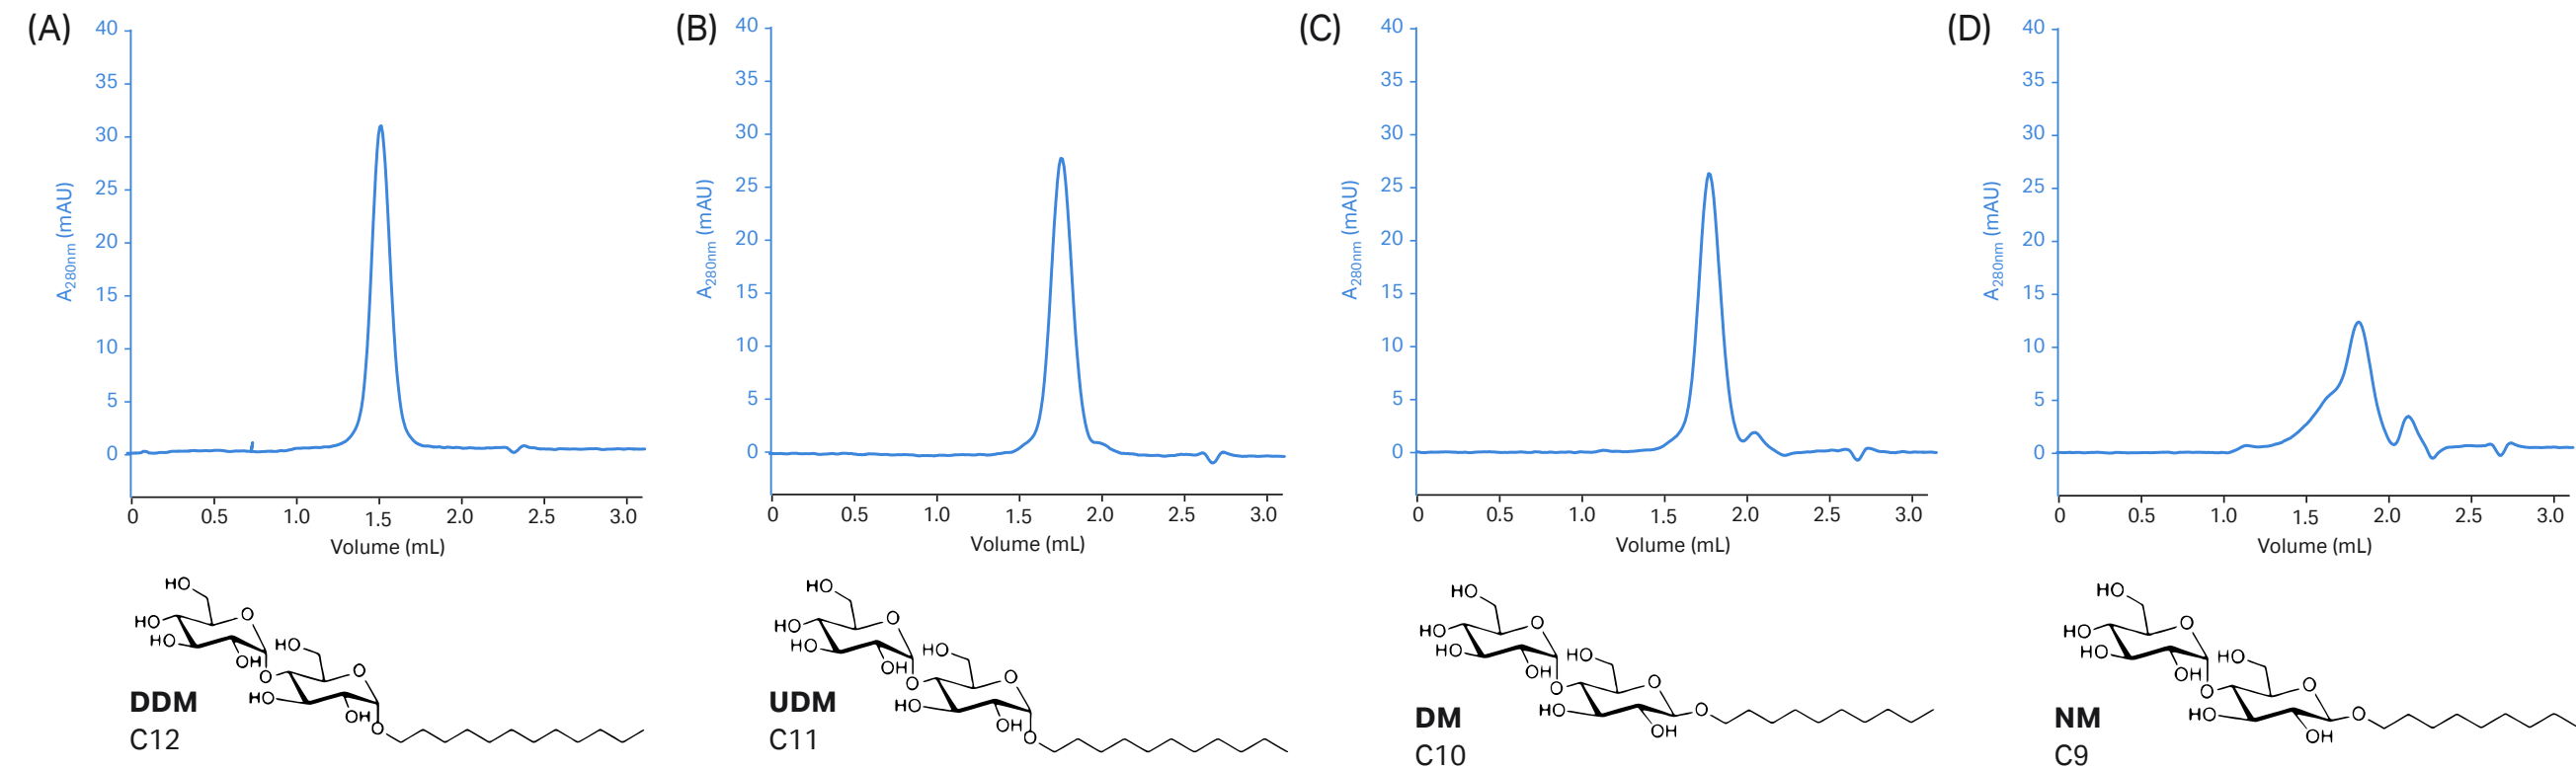 (A)
40
35
30
25
20
15
10
5
0
A280nm (mAU)
0 0.5 1.0 1.5 2.0 2.5 3.0
Volume (mL)
HO
O
HO
HO
OH
HO
O
O
HO
OH
O
DDM
C12
(B)
40
35
30
25
20
15
10
5
0
A280nm (mAU)
0 0.5 1.0 1.5 2.0 2.5 3.0
Volume (mL)
HO
O
HO
HO
OH
HO
O
O
HO
OH
O
UDM
C11
(C)
40
35
30
25
20
15
10
5
0
A280nm (mAU)
0 0.5 1.0 1.5 2.0 2.5 3.0
Volume (mL)
HO
O
HO
HO
OH
HO
O
O
HO
O
OH
DM
C10
(D)
40
35
30
25
20
15
10
5
0
A280nm (mAU)
0 0.5 1.0 1.5 2.0 2.5 3.0
Volume (mL)
HO
O
HO
HO
OH
HO
O
O
HO
O
OH
NM
C9